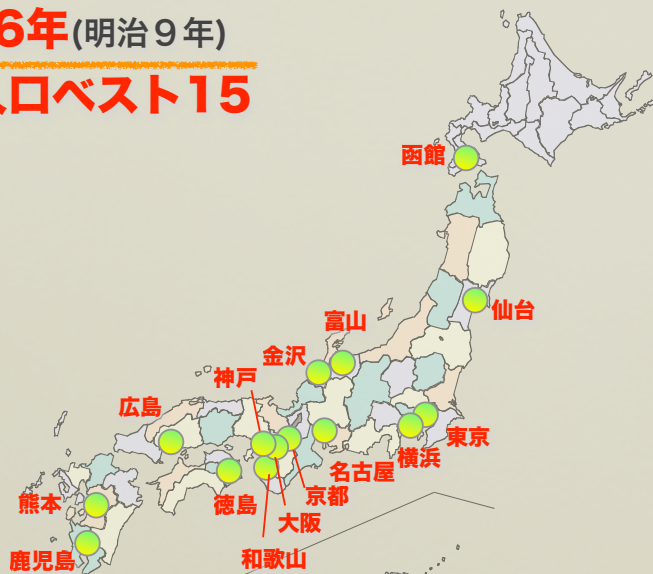 6年(明治９年)
人口ベスト15
函館
仙台
富山
金沢
神戸
広島
東京
横浜
名古屋
熊本
徳島
京都
大阪
和歌山
鹿児島